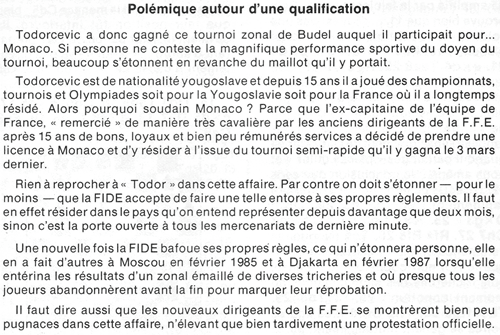 Polémique autour d'une qualification
Todorcevic a donc gagné ce tournoi zonal de Budel auquel il participait pour...
Monaco. Si personne ne conteste la magnifique performance sportive du doyen du
tournoi, beaucoup s'étonnent en revanche du maillot qu'il y portait.
Todorcevic est de nationalité yougoslave et depuis 15 ans il a joué des championnats,
tournois et Olympiades soit pour la Yougoslavie soit pour la France où il a longtemps
résidé. Alors pourquoi soudain Monaco ? Parce que l'ex-capitaine de l'équipe de
France, « remercié » de manière très cavalière par les anciens dirigeants de la F.F.E.
après 15 ans de bons, loyaux et bien peu rémunérés services a décidé de prendre une
licence à Monaco et d'y résider à l'issue du tournoi semi-rapide qu'il y gagna le 3 mars
dernier.
Rien à reprocher à « Todor » dans cette affaire. Par contre on doit s'étonner — pour le
moins — que la FIDE accepte de faire une telle entorse à ses propres règlements. Il faut
en effet résider dans le pays qu'on entend représenter depuis davantage que deux mois,
sinon c'est la porte ouverte à tous les mercenariats de dernière minute.
Une nouvelle fois la FIDE bafoue ses propres règles, ce qui n'étonnera personne, elle
en a fait d'autres à Moscou en février 1985 et à Djakarta en février 1987 lorsqu'elle
entérina les résultats d'un zonal émaillé de diverses tricheries et où presque tous les
joueurs abandonnèrent avant la fin pour marquer leur réprobation.
Il faut dire aussi que les nouveaux dirigeants de la F.F.E. se montrèrent bien peu
pugnaces dans cette affaire, n'élevant que bien tardivement une protestation officielle.